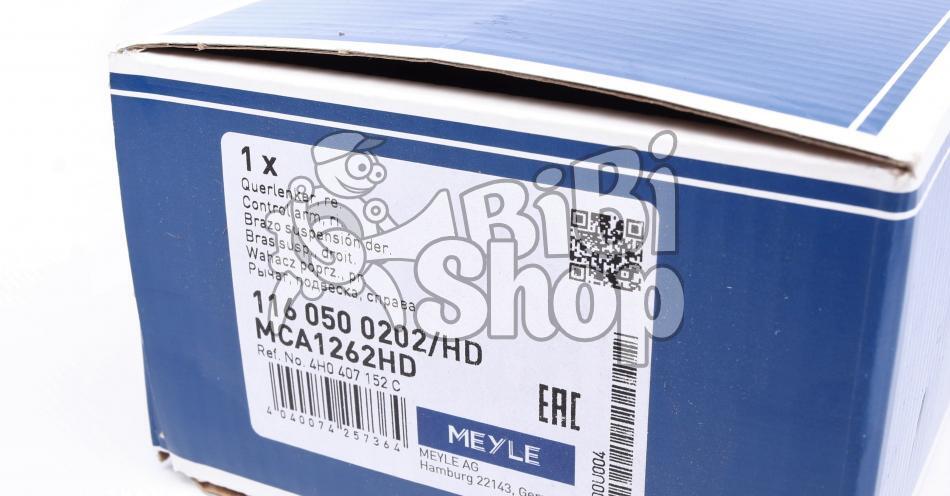 1 x
Querlenker, re.
Control arm, r
Brazo suspensión der.
Bras susp., droit.
Wahacz poprz., pr
Рычаг, подвеска, справа
116 050 0202/HD
MCA1262HD
Ref. No. 4H0 407 152 C
4 040074 257364
EAC
MEYLE
MEYLE AG
Hamburg 22143, Ger
00U004
BiBi
Shop